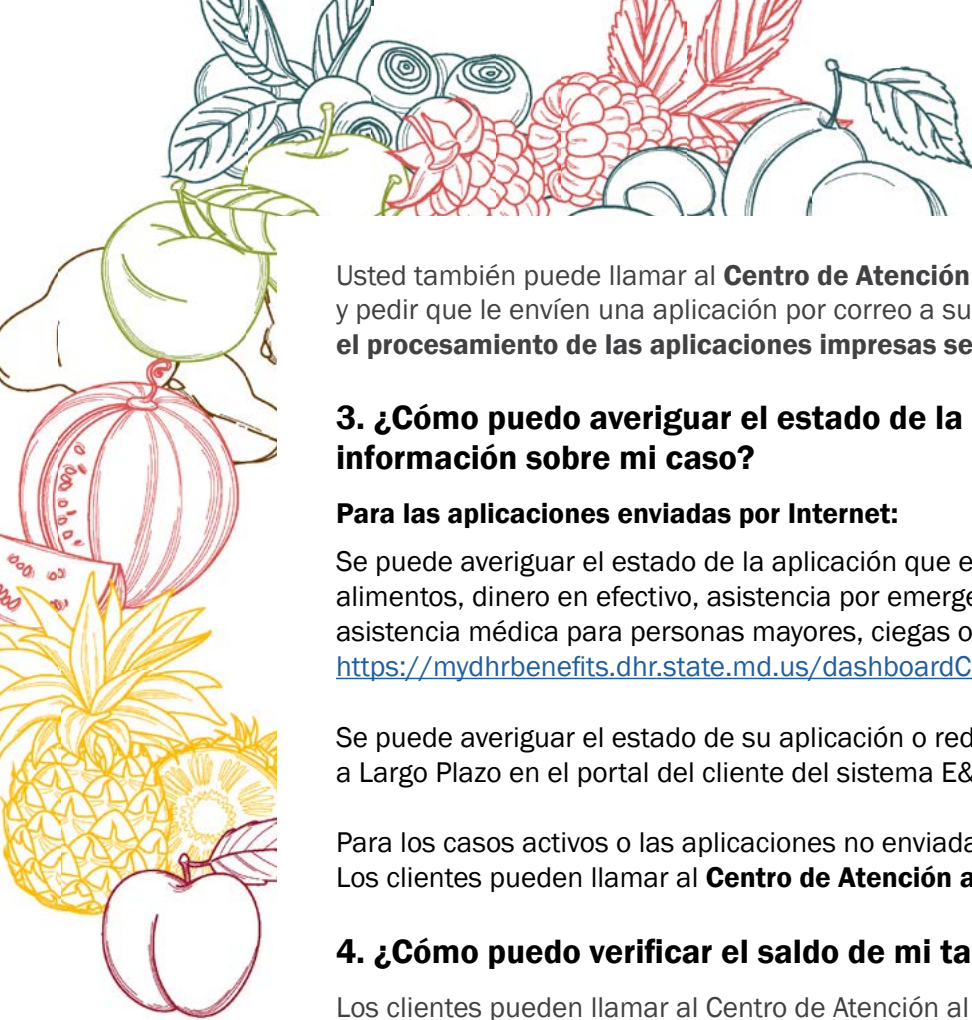 Usted también puede llamar al Centro de Atención
y pedir que le envíen una aplicación por correo a su
el procesamiento de las aplicaciones impresas se
3. ¿Cómo puedo averiguar el estado de la
información sobre mi caso?
Para las aplicaciones enviadas por Internet:
Se puede averiguar el estado de la aplicación que e
alimentos, dinero en efectivo, asistencia por emerge
asistencia médica para personas mayores, ciegas o
https://mydhrbenefits.dhr.state.md.us/dashboardC
Se puede averiguar el estado de su aplicación o red
a Largo Plazo en el portal del cliente del sistema E&
Para los casos activos o las aplicaciones no enviada
Los clientes pueden llamar al Centro de Atención a
4. ¿Cómo puedo verificar el saldo de mi ta
Los clientes pueden llamar al Centro de Atención al